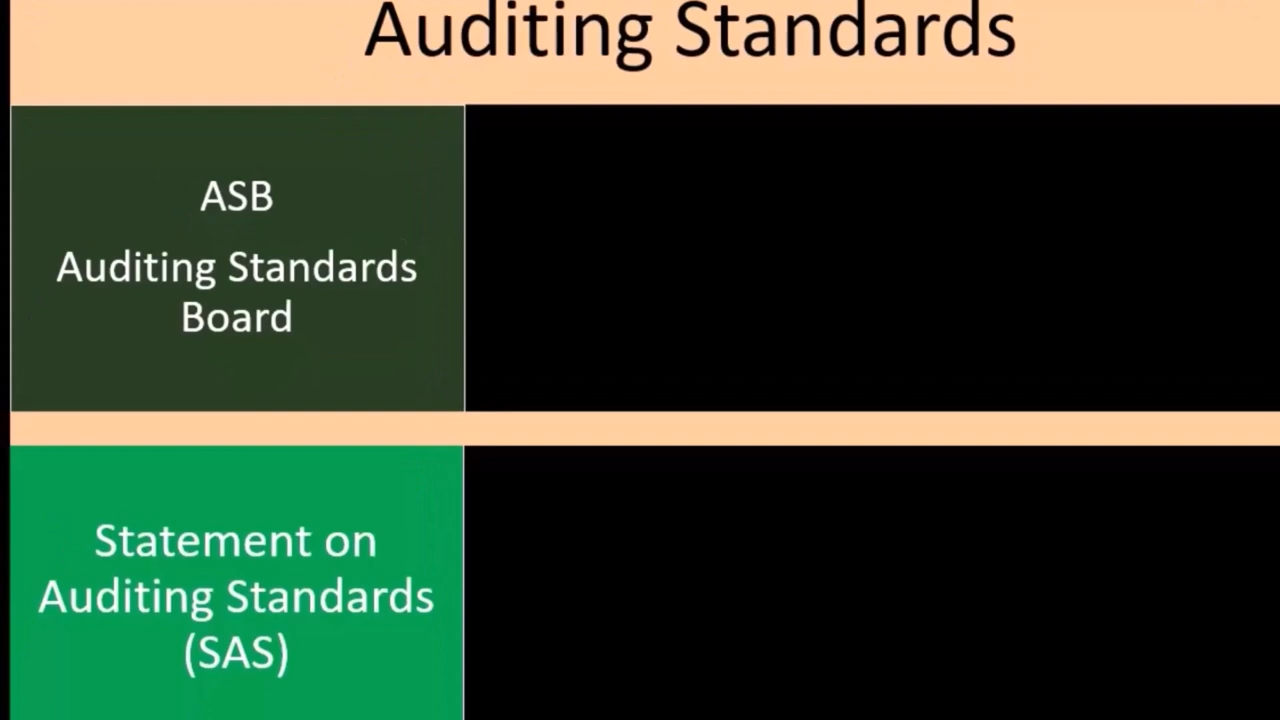 Auditing Standards
ASB
Auditing Standards
Board
Statement on
Auditing Standards
(SAS)